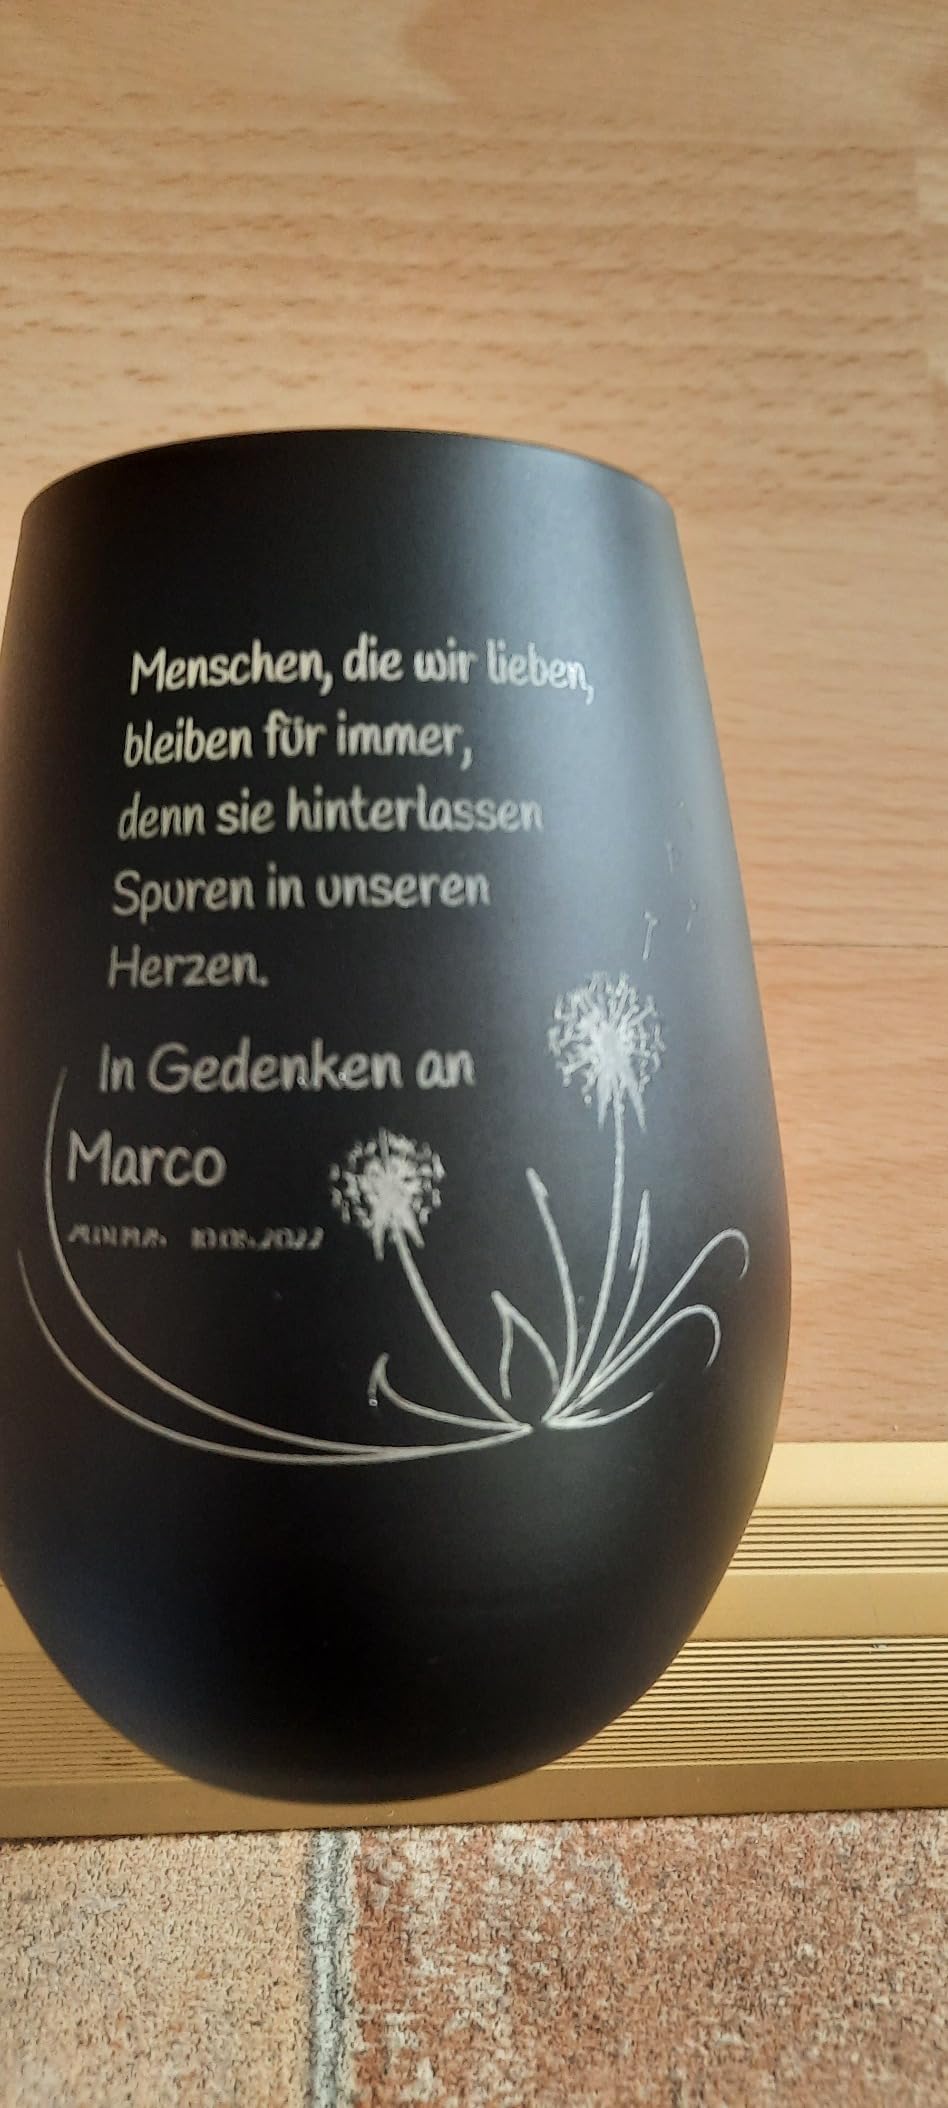 Menschen, die wir lieben,
bleiben für immer,
denn sie hinterlassen
Spuren in unseren
Herzen.
In Gedenken an
Marco